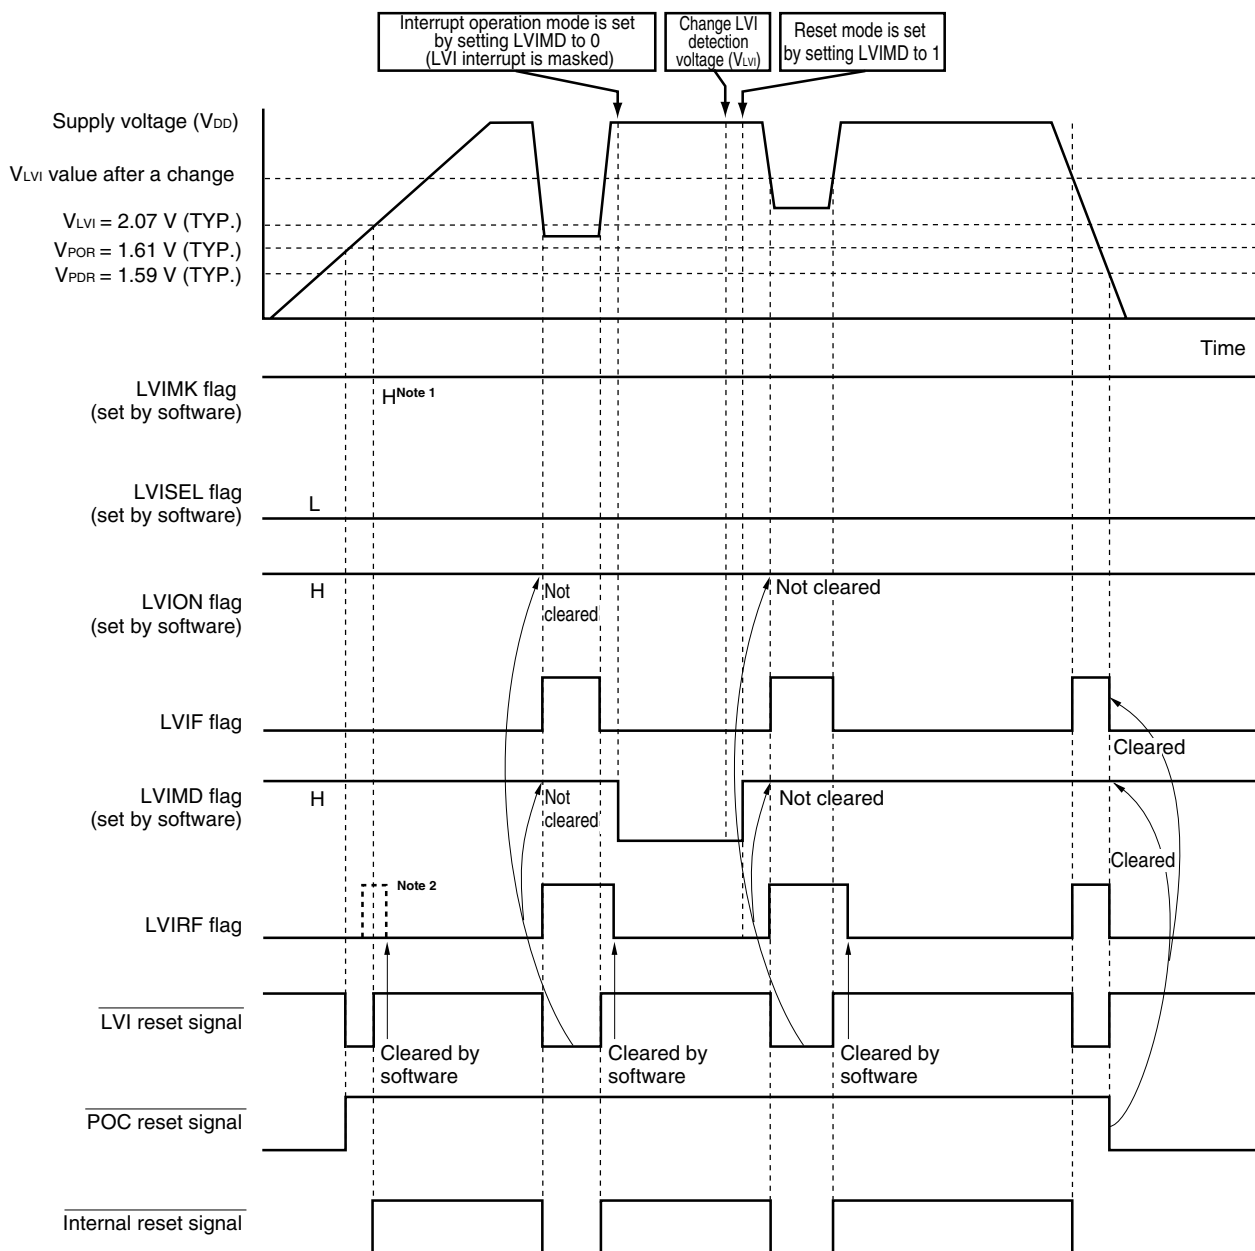 Interrupt operation mode is set
by setting LVIMD to 0
(LVI interrupt is masked)
Change LVI
detection
voltage (VLVI)
Reset mode is set
by setting LVIMD to 1
Supply voltage (VDD)
VLVI value after a change
VLVI = 2.07 V (TYP.)
VPOR = 1.61 V (TYP.)
VPDR = 1.59 V (TYP.)
Time
LVIMK flag
(set by software)
H Note 1
LVISEL flag
(set by software)
L
LVION flag
(set by software)
H
Not
cleared
Not cleared
LVIF flag
Cleared
LVIMD flag
(set by software)
H
Not
cleared
Not cleared
Cleared
LVIRF flag
Note 2
LVI reset signal
Cleared by
software
Cleared by
software
Cleared by
software
POC reset signal
Internal reset signal